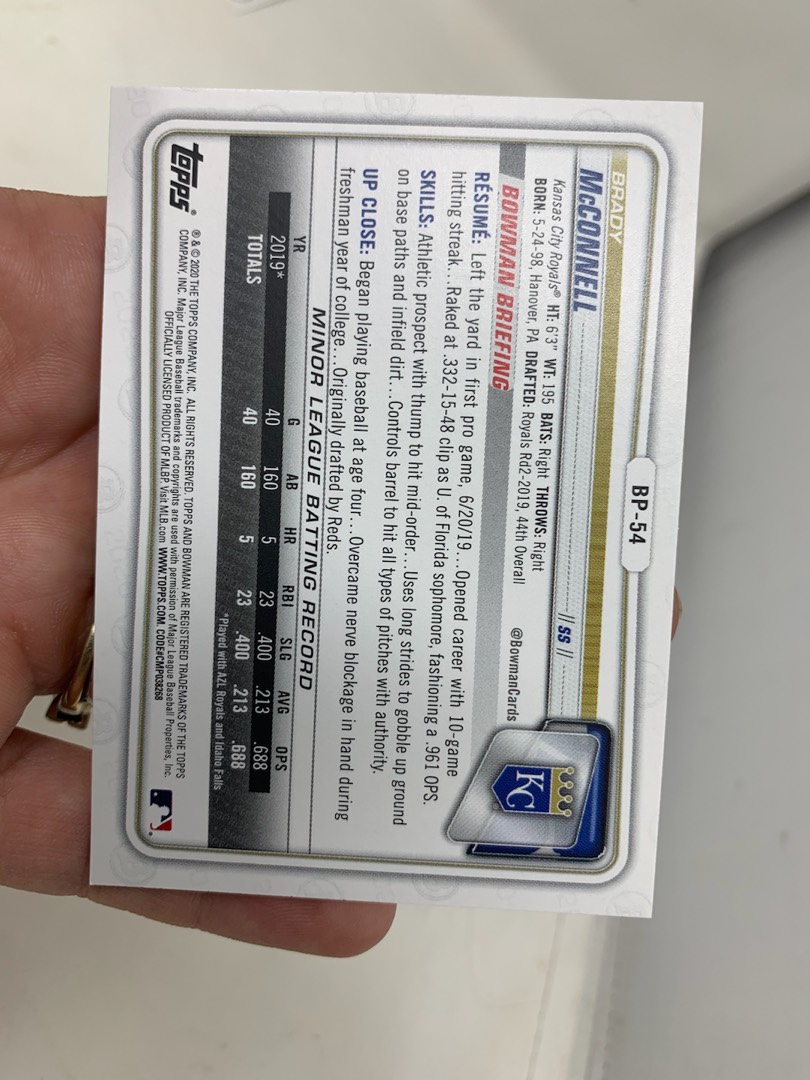 BP-54
BRADY
McCONNELL
|| SS ||
Kansas City Royals® HT: 6'3" WT: 195 BATS: Right THROWS: Right
BORN: 5-24-98, Hanover, PA DRAFTED: Royals Rd2-2019, 44th Overall
@BowmanCards
KC
BOWMAN BRIEFING
RÉSUMÉ: Left the yard in first pro game, 6/20/19...Opened career with 10-game
hitting streak...Raked at .332-15-48 clip as U. of Florida sophomore, fashioning a .961 OPS.
SKILLS: Athletic prospect with thump to hit mid-order...Uses long strides to gobble up ground
on base paths and infield dirt...Controls barrel to hit all types of pitches with authority.
UP CLOSE: Began playing baseball at age four...Overcame nerve blockage in hand during
freshman year of college...Originally drafted by Reds.
MINOR LEAGUE BATTING RECORD
YR G AB HR RBI SLG AVG OPS
2019* 40 160 5 23 .400 .213 .688
TOTALS 40 160 5 23 .400 .213 .688
*Played with AZL Royals and Idaho Falls
topps®
® & © 2020 THE TOPPS COMPANY, INC. ALL RIGHTS RESERVED. TOPPS AND BOWMAN ARE REGISTERED TRADEMARKS OF THE TOPPS
COMPANY, INC. Major League Baseball trademarks and copyrights are used with permission of Major League Baseball Properties, Inc.
OFFICIALLY LICENSED PRODUCT OF MLBP. Visit MLB.com WWW.TOPPS.COM. CODE#CMP038268